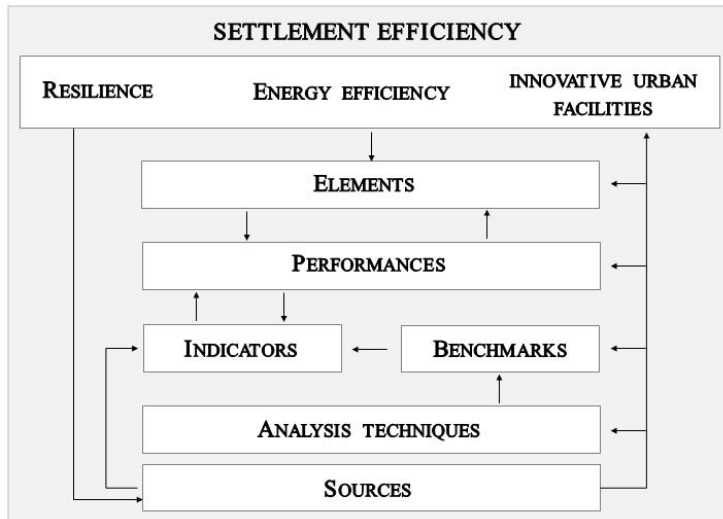 SETTLEMENT EFFICIENCY
RESILIENCE
ENERGY EFFICIENCY
INNOVATIVE URBAN
FACILITIES
ELEMENTS
PERFORMANCES
INDICATORS
BENCHMARKS
ANALYSIS TECHNIQUES
SOURCES